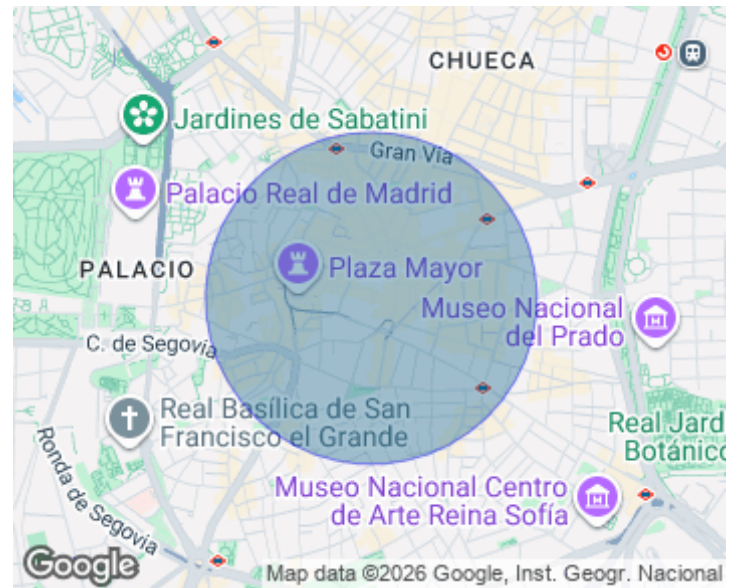 CHUECA
Jardines de Sabatini
Gran Vía
Palacio Real de Madrid
PALACIO
Plaza Mayor
Museo Nacional
del Prado
C. de Segovia
Real Basílica de San
Francisco el Grande
Real Jard
Botánico
Ronda de Segovia
Museo Nacional Centro
de Arte Reina Sofía
Google
Map data ©2026 Google, Inst. Geogr. Nacional